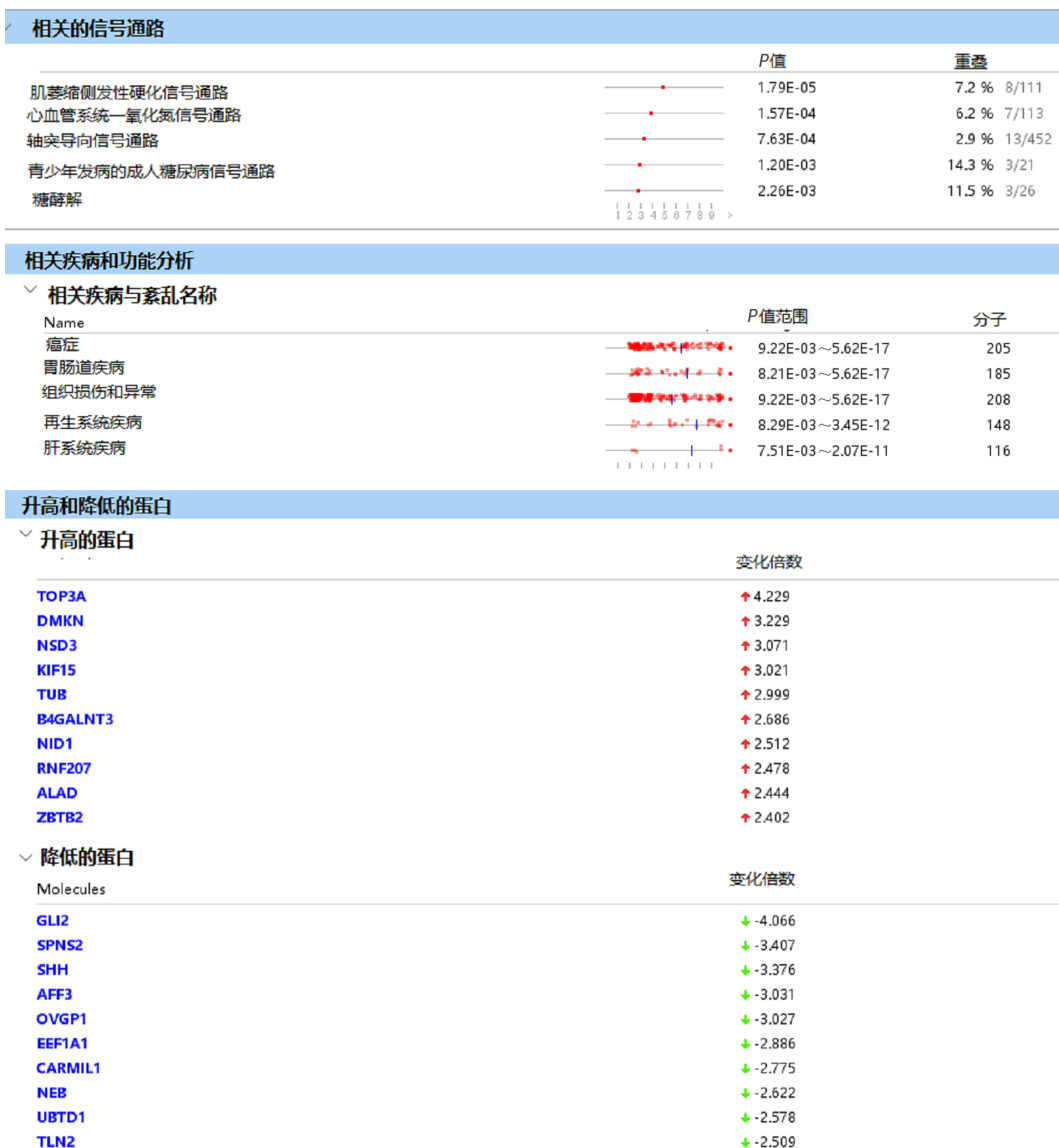 相关的信号通路
P值 重叠
肌萎缩侧发性硬化信号通路 1.79E-05 7.2 % 8/111
心血管系统一氧化氮信号通路 1.57E-04 6.2 % 7/113
轴突导向信号通路 7.63E-04 2.9 % 13/452
青少年发病的成人糖尿病信号通路 1.20E-03 14.3 % 3/21
糖酵解 2.26E-03 11.5 % 3/26
1 2 3 4 5 6 7 8 9 >
相关疾病和功能分析
相关疾病与紊乱名称
Name P值范围 分子
癌症 9.22E-03～5.62E-17 205
胃肠道疾病 8.21E-03～5.62E-17 185
组织损伤和异常 9.22E-03～5.62E-17 208
再生系统疾病 8.29E-03～3.45E-12 148
肝系统疾病 7.51E-03～2.07E-11 116
升高和降低的蛋白
升高的蛋白
变化倍数
TOP3A 4.229
DMKN 3.229
NSD3 3.071
KIF15 3.021
TUB 2.999
B4GALNT3 2.686
NID1 2.512
RNF207 2.478
ALAD 2.444
ZBTB2 2.402
降低的蛋白
Molecules 变化倍数
GLI2 -4.066
SPNS2 -3.407
SHH -3.376
AFF3 -3.031
OVGP1 -3.027
EEF1A1 -2.886
CARMIL1 -2.775
NEB -2.622
UBTD1 -2.578
TLN2 -2.509